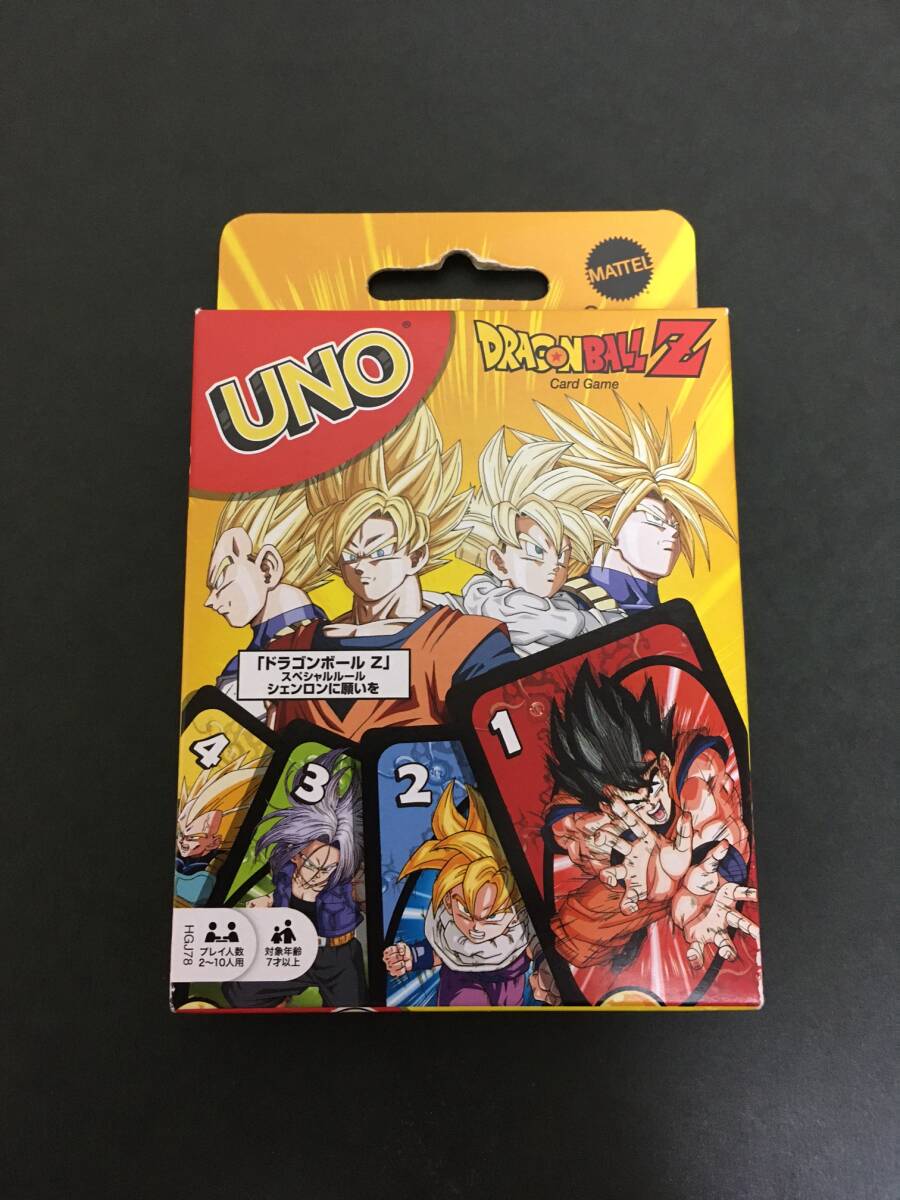 MATTEL
UNO®
DRAGON BALL Z
Card Game
「ドラゴンボール Z」
スペシャルルール
シェンロンに願いを
4
3
2
1
HGJ78
プレイ人数
2〜10人用
対象年齢
7才以上